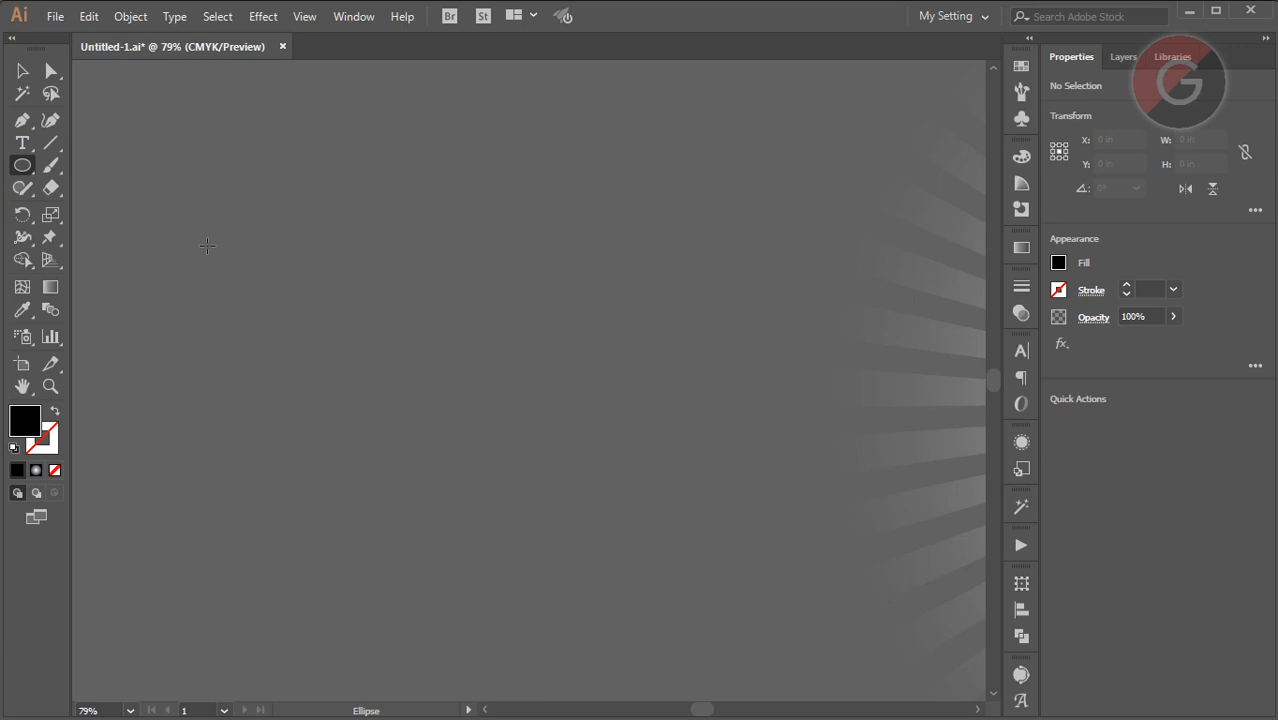 Ai File Edit Object Type Select Effect View Window Help Br St My Setting Search Adobe Stock
Untitled-1.ai* @ 79% (CMYK/Preview)
Properties Layers Libraries
No Selection
G
Transform
X: 0 in W: 0 in
Y: 0 in H: 0 in
0°
Appearance
Fill
Stroke
Opacity 100%
fx.
Quick Actions
79% 1 Ellipse